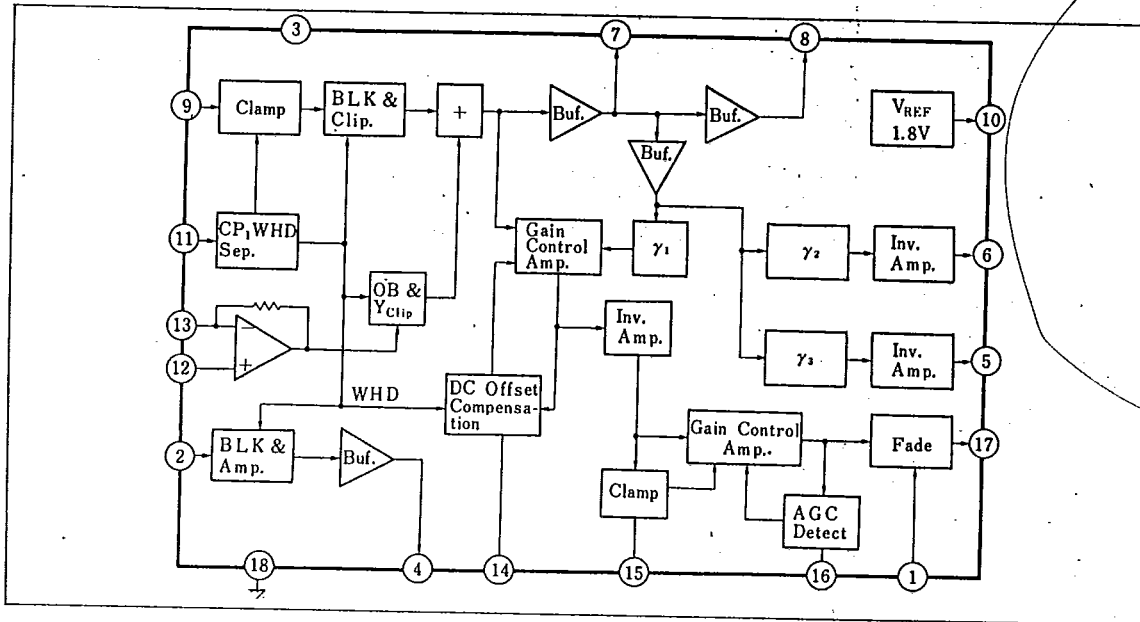 3
7
8
9
Clamp
BLK &
Clip.
+
Buf.
Buf.
VREF
1.8V
10
Buf.
11
CP1 WHD
Sep.
Gain
Control
Amp.
γ1
γ2
Inv.
Amp.
6
OB &
YClip
13
−
12
+
Inv.
Amp.
γ3
Inv.
Amp.
5
WHD
DC Offset
Compensa-
tion
2
BLK &
Amp.
Buf.
Gain Control
Amp.
Fade
17
Clamp
AGC
Detect
18
4
14
15
16
1